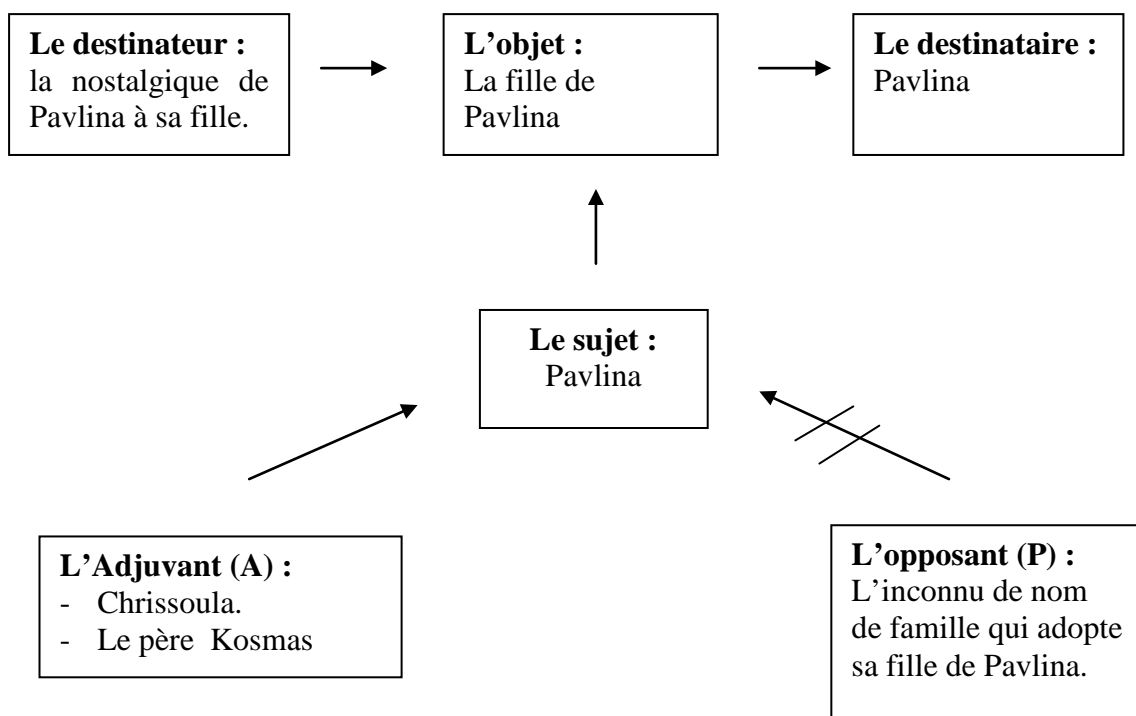 Le destinateur :
la nostalgique de
Pavlina à sa fille.
L’objet :
La fille de
Pavlina
Le destinataire :
Pavlina
Le sujet :
Pavlina
L’Adjuvant (A) :
- Chrissoula.
- Le père Kosmas
L’opposant (P) :
L’inconnu de nom
de famille qui adopte
sa fille de Pavlina.